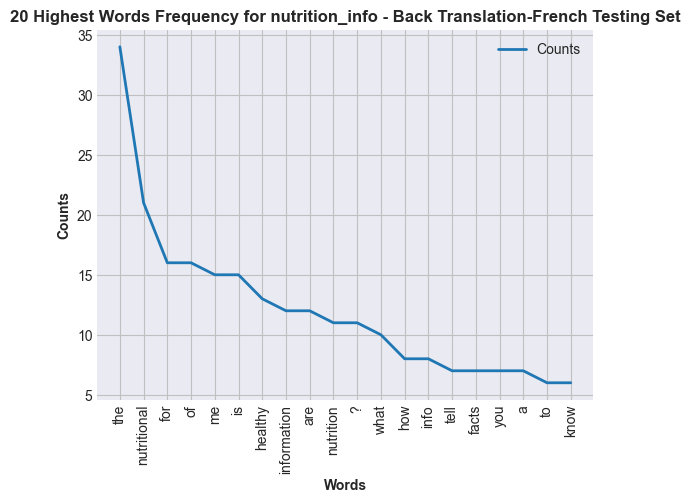 20 Highest Words Frequency for nutrition_info - Back Translation-French Testing Set
Counts
35
30
25
20
15
10
5
Counts
the
nutritional
for
of
me
is
healthy
information
are
nutrition
?
what
how
info
tell
facts
you
a
to
know
Words